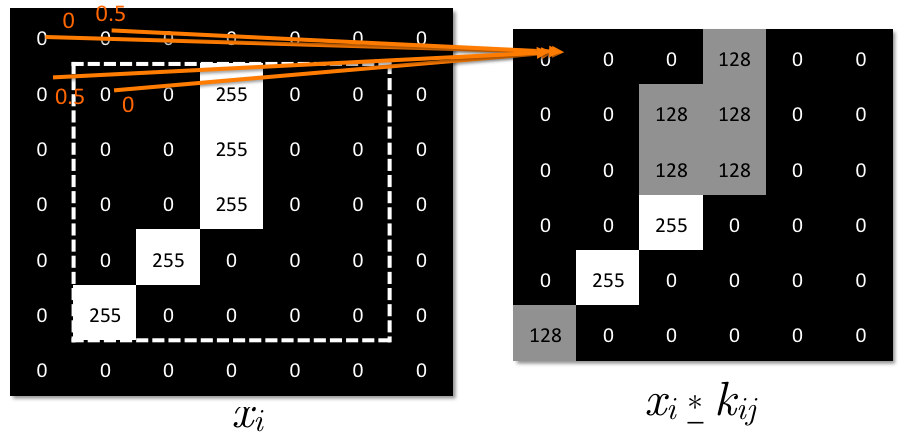 0 0.5
0 0 0 0 0 0 0
0.5 0
0 0 0 255 0 0 0
0 0 0 255 0 0 0
0 0 0 255 0 0 0
0 0 255 0 0 0 0
0 255 0 0 0 0 0
0 0 0 0 0 0 0
x_i
0 0 0 128 0 0
0 0 128 128 0 0
0 0 128 128 0 0
0 0 255 0 0 0
0 255 0 0 0 0
128 0 0 0 0 0
x_i * k_{ij}